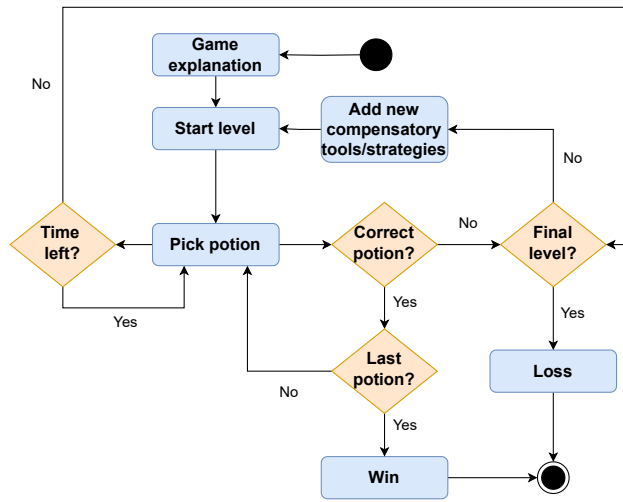 Game
explanation
No
Start level
Add new
compensatory
tools/strategies
No
Time
left?
Pick potion
Correct
potion?
No
Final
level?
Yes
Yes
Yes
Last
potion?
No
Loss
Yes
Win